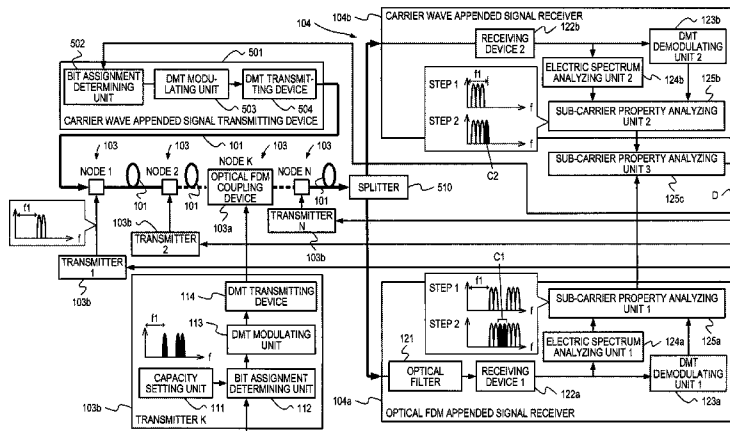 104
104b
CARRIER WAVE APPENDED SIGNAL RECEIVER
RECEIVING
DEVICE 2
122b
123b
DMT
DEMODULATING
UNIT 2
ELECTRIC SPECTRUM
ANALYZING UNIT 2
124b
125b
STEP 1
f1
f
STEP 2
f
C2
SUB-CARRIER PROPERTY ANALYZING
UNIT 2
SUB-CARRIER PROPERTY ANALYZING
UNIT 3
125c
D
502
501
BIT ASSIGNMENT
DETERMINING
UNIT
DMT MODU-
LATING UNIT
503
DMT TRANSMIT-
TING DEVICE
504
CARRIER WAVE APPENDED SIGNAL TRANSMITTING DEVICE
101
103
NODE 1
101
103
NODE 2
101
NODE K
103
OPTICAL FDM
COUPLING
DEVICE
103a
103
NODE N
101
SPLITTER
510
TRANSMITTER
N
103b
TRANSMITTER
2
103b
f1
f
TRANSMITTER
1
103b
114
DMT TRANSMITTING
DEVICE
113
DMT MODULATING
UNIT
f1
f
CAPACITY
SETTING UNIT
111
BIT ASSIGNMENT
DETERMINING UNIT
112
103b
TRANSMITTER K
C1
STEP 1
f1
f
STEP 2
f
SUB-CARRIER PROPERTY ANALYZING
UNIT 1
125a
ELECTRIC SPECTRUM
ANALYZING UNIT 1
124a
121
OPTICAL
FILTER
RECEIVING
DEVICE 1
122a
DMT
DEMODULATING
UNIT 1
123a
104a
OPTICAL FDM APPENDED SIGNAL RECEIVER